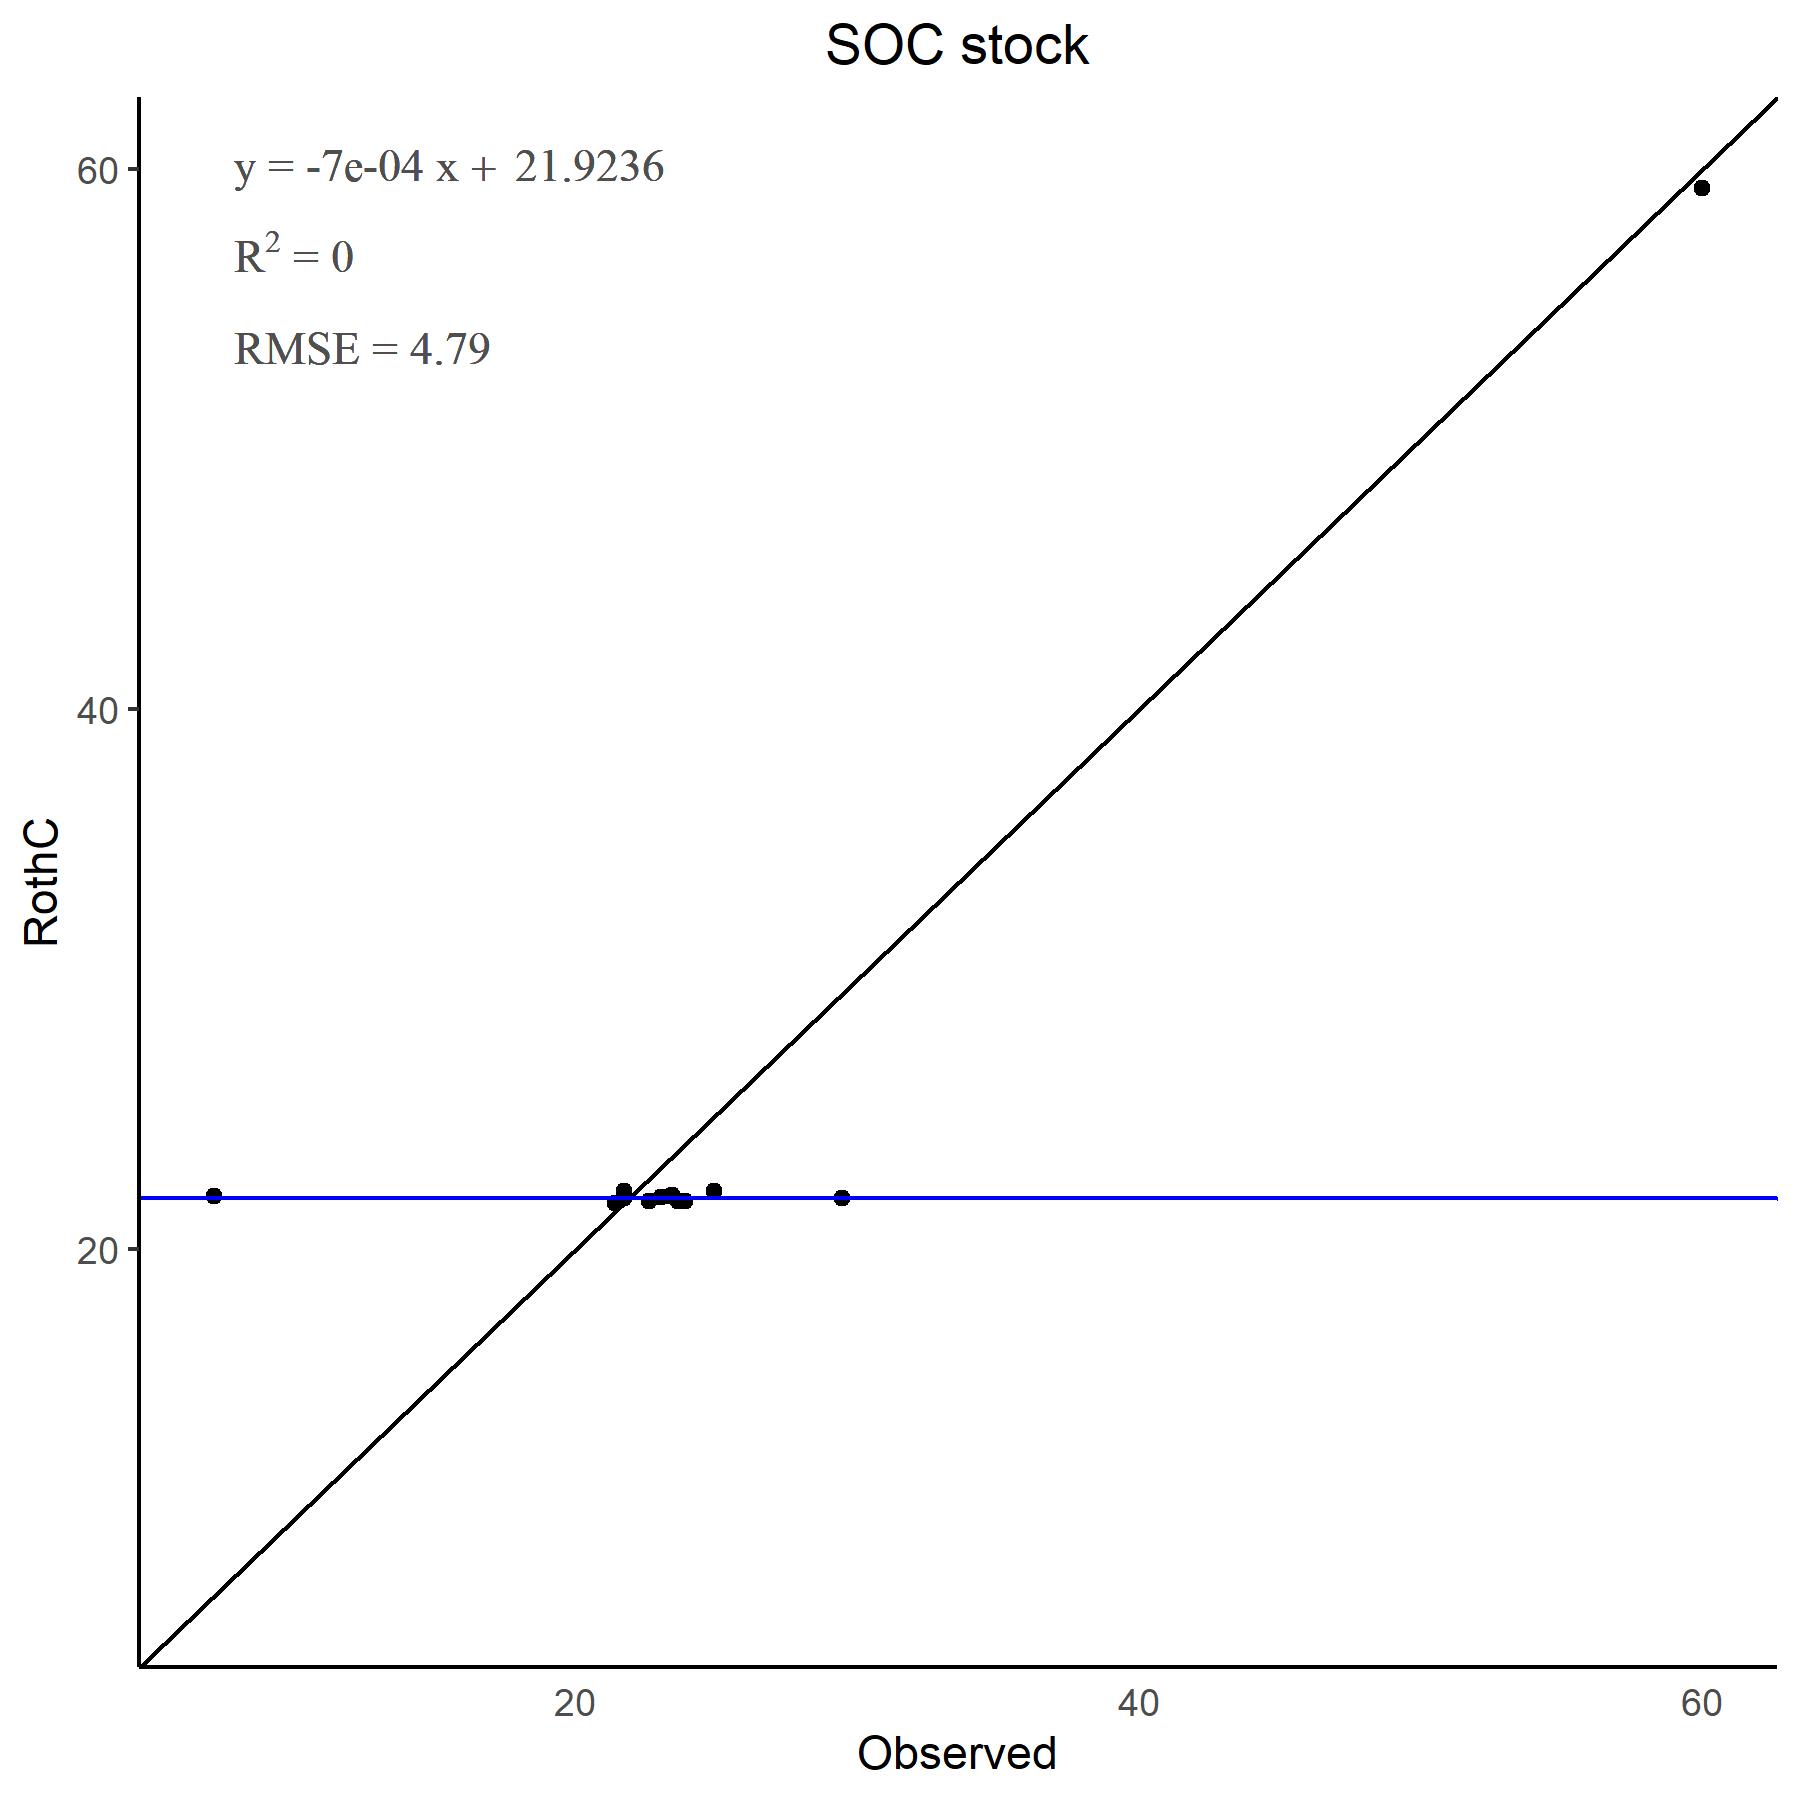 SOC stock
y = -7e-04 x + 21.9236
R² = 0
RMSE = 4.79
60
40
20
RothC
20 40 60
Observed